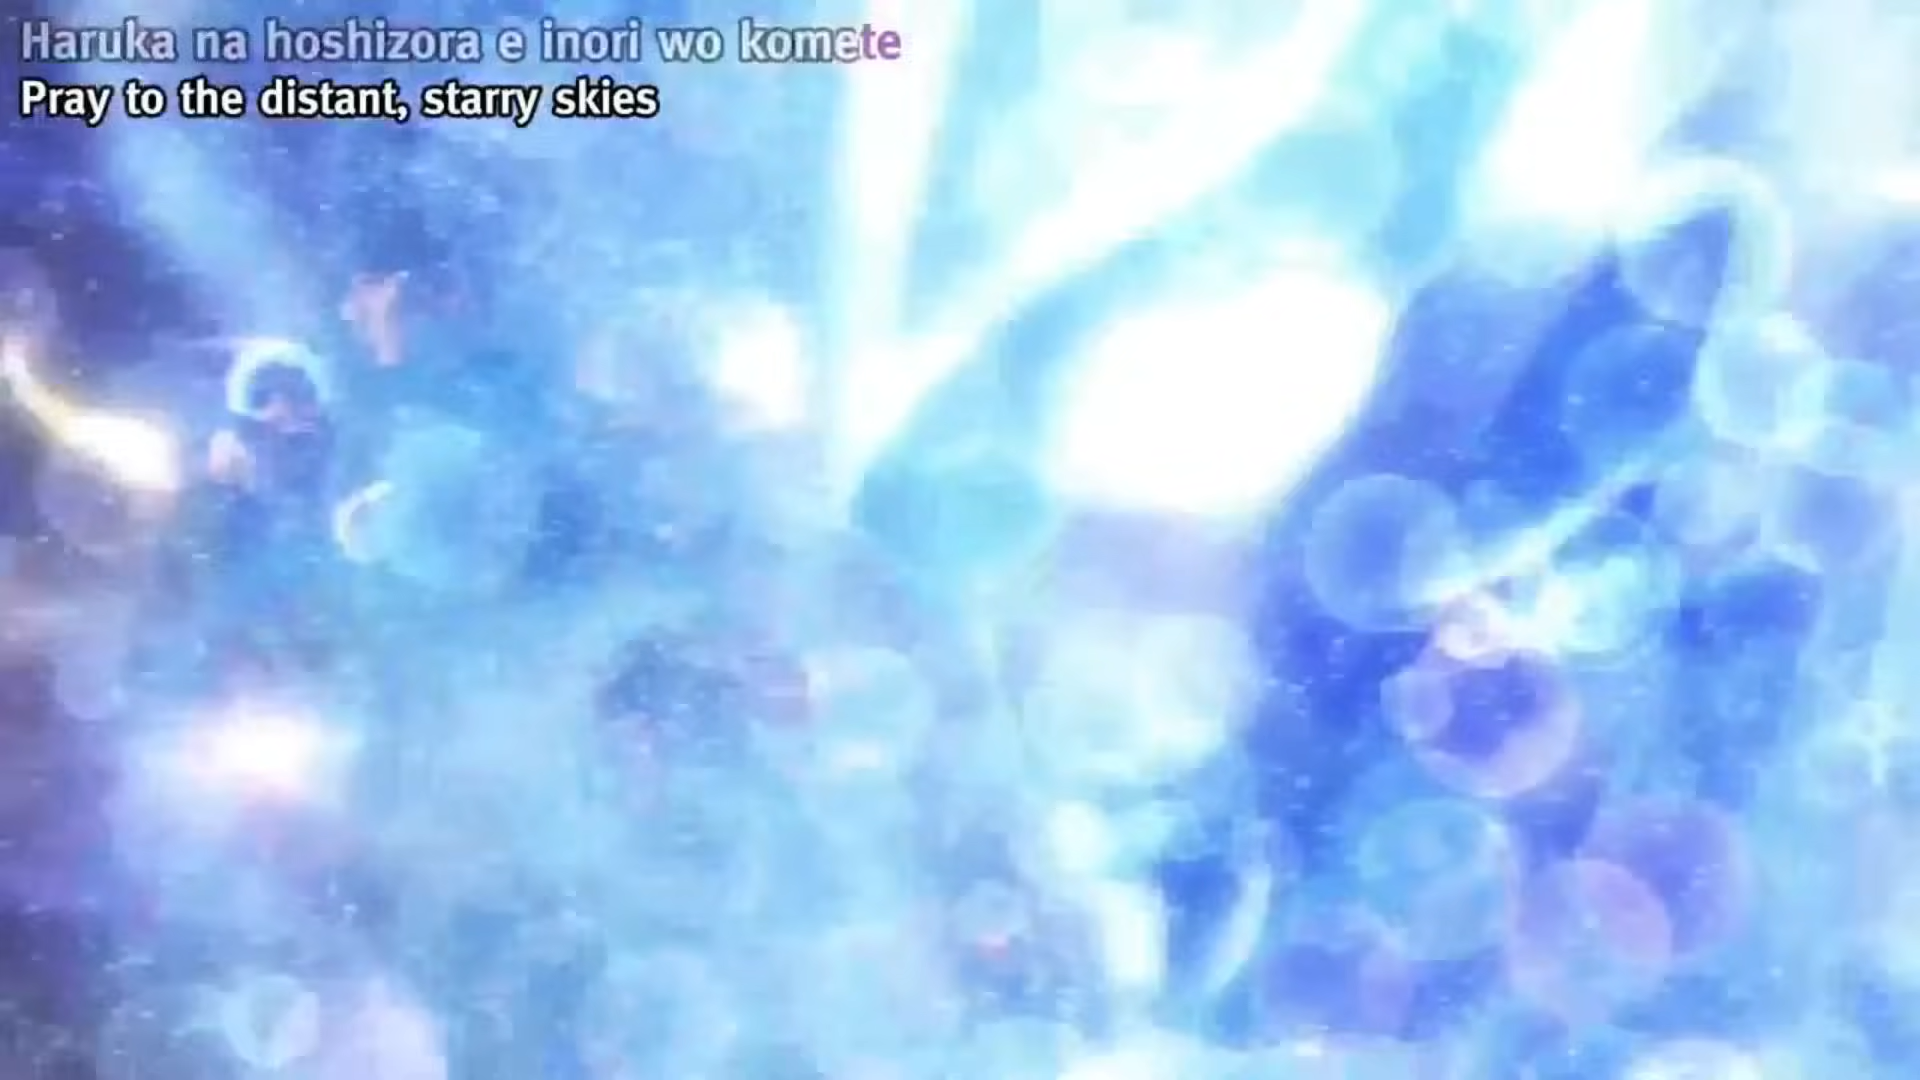 Haruka na hoshizora e inori wo komete
Pray to the distant, starry skies